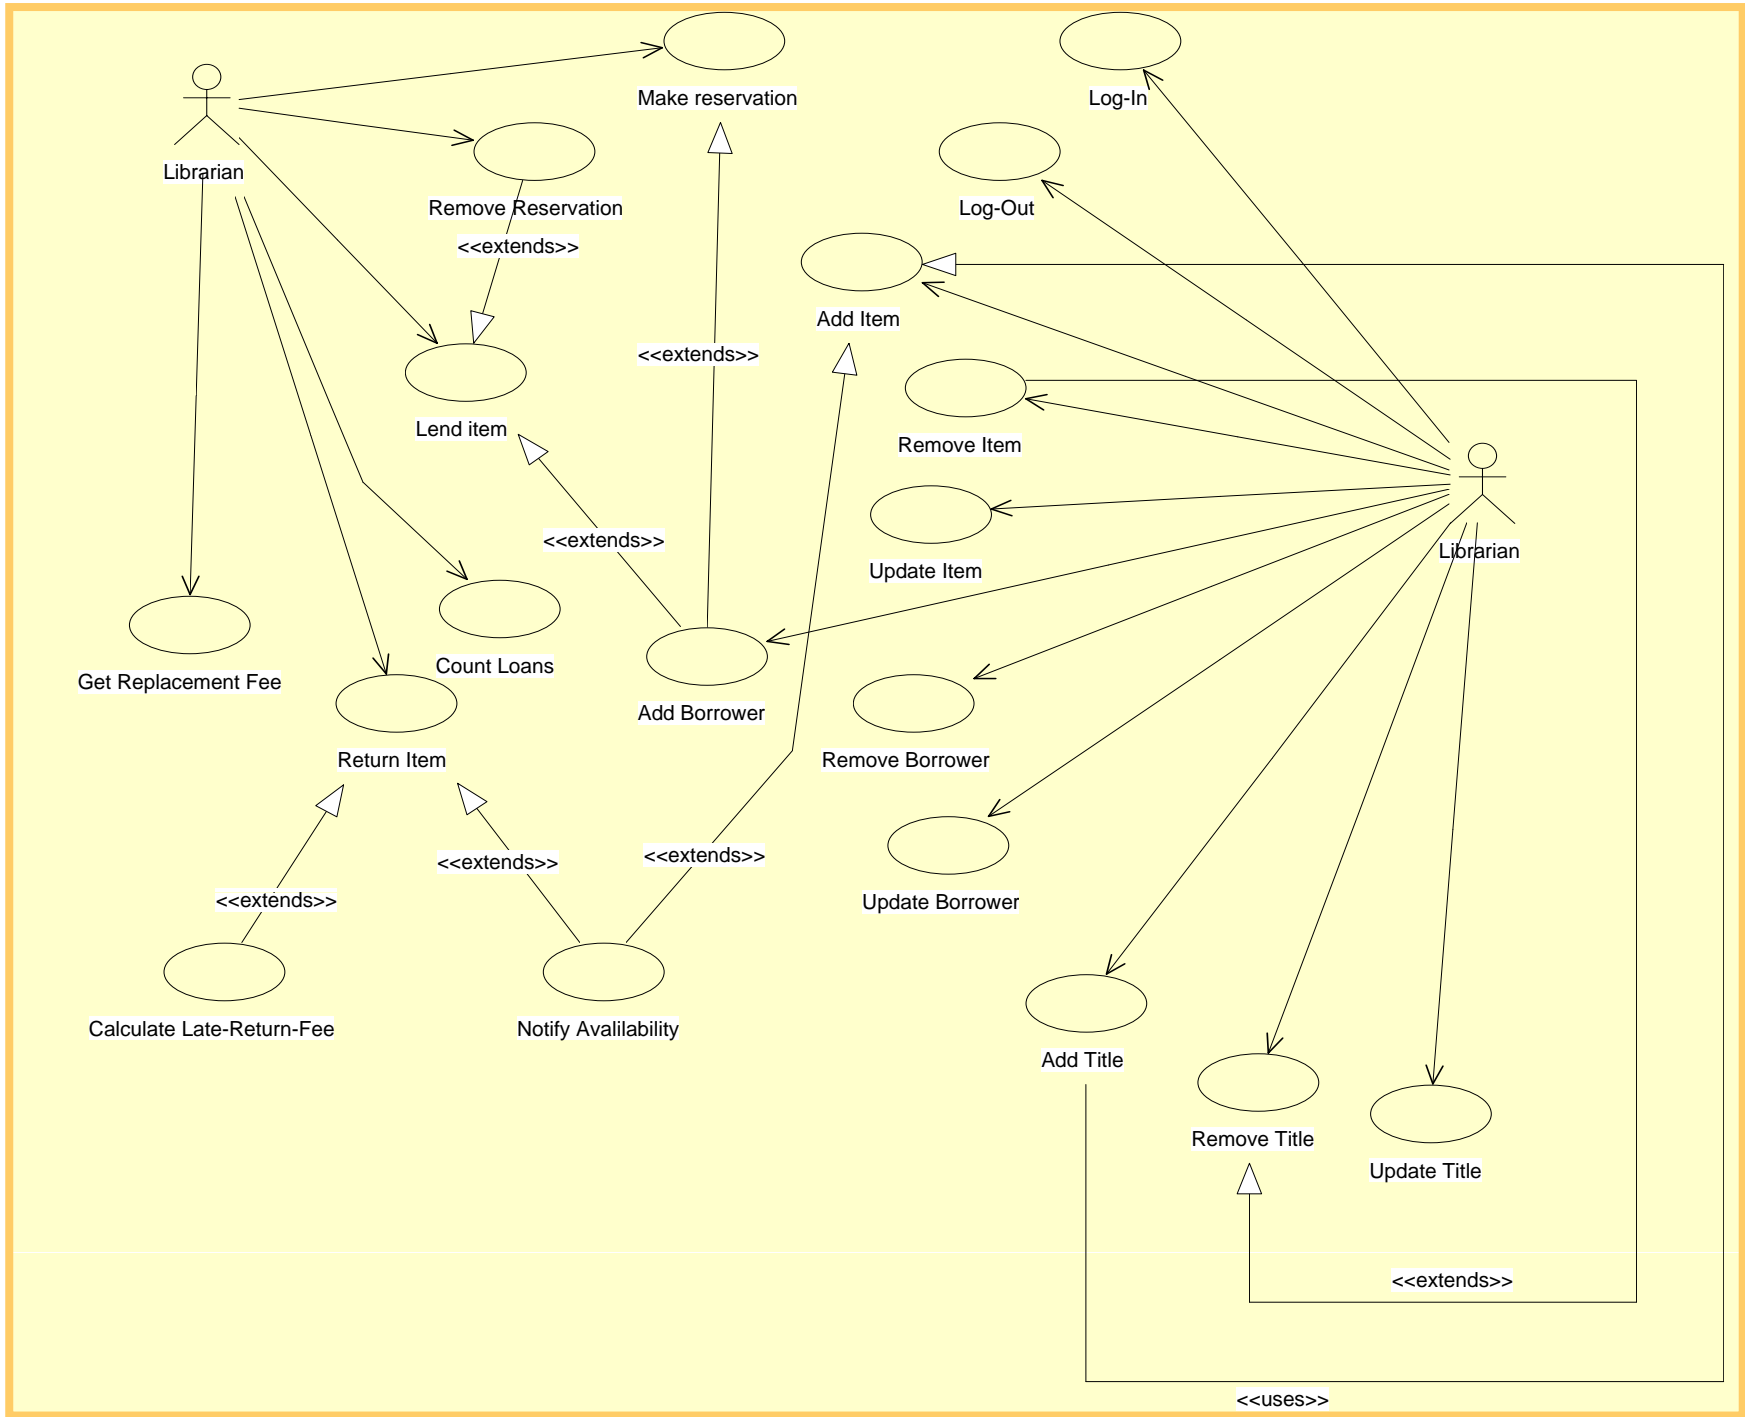 Make reservation
Log-In
Librarian
Remove Reservation
Log-Out
<<extends>>
Add Item
<<extends>>
Lend item
Remove Item
<<extends>>
Librarian
Update Item
Count Loans
Get Replacement Fee
Add Borrower
Return Item
Remove Borrower
<<extends>>
<<extends>>
<<extends>>
Update Borrower
Calculate Late-Return-Fee
Notify Avalilability
Add Title
Remove Title
Update Title
<<extends>>
<<uses>>